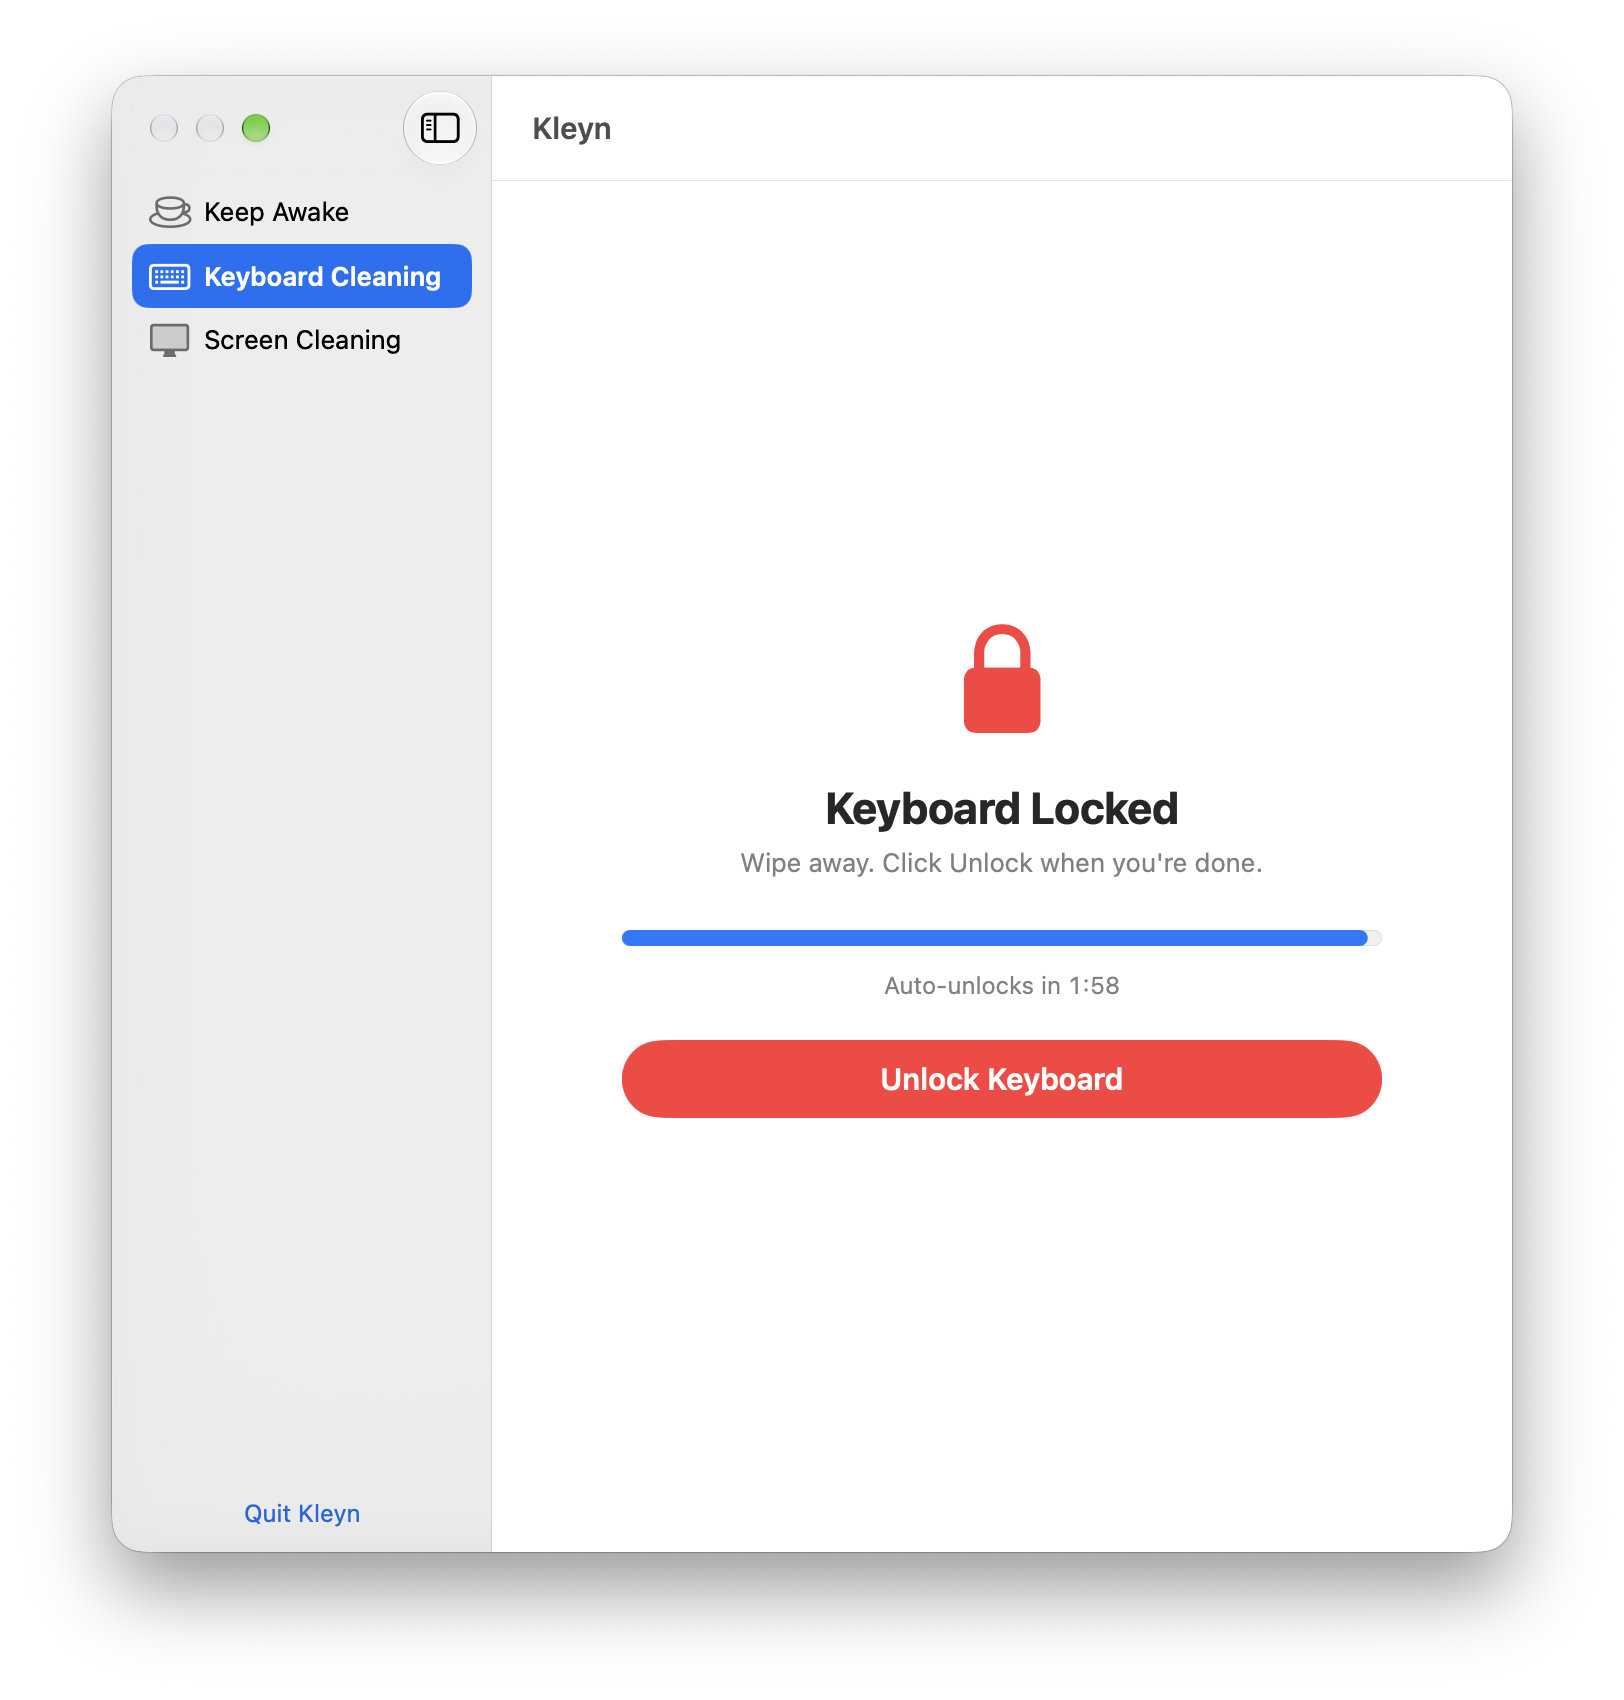 Kleyn
Keep Awake
Keyboard Cleaning
Screen Cleaning
Keyboard Locked
Wipe away. Click Unlock when you're done.
Auto-unlocks in 1:58
Unlock Keyboard
Quit Kleyn